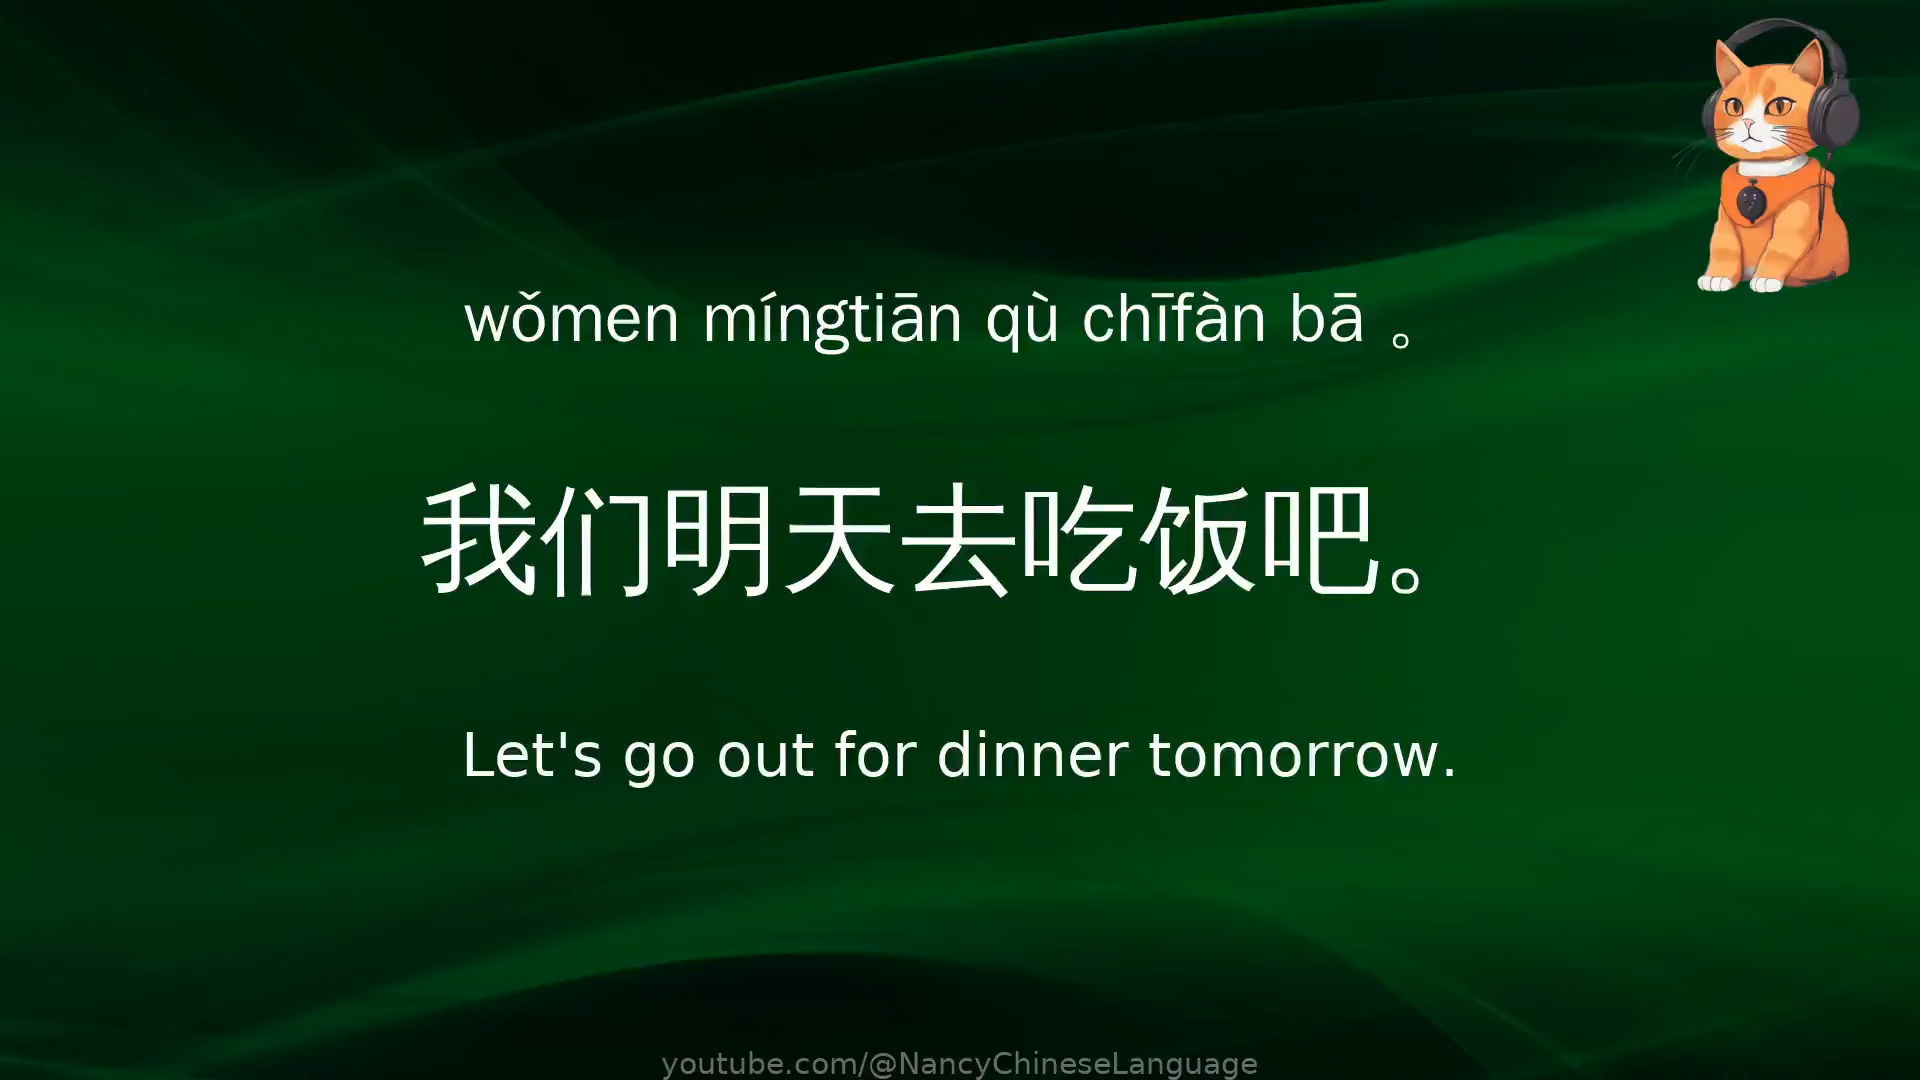 wǒmen míngtiān qù chīfàn bā 。
我们明天去吃饭吧。
Let's go out for dinner tomorrow.
youtube.com/@NancyChineseLanguage